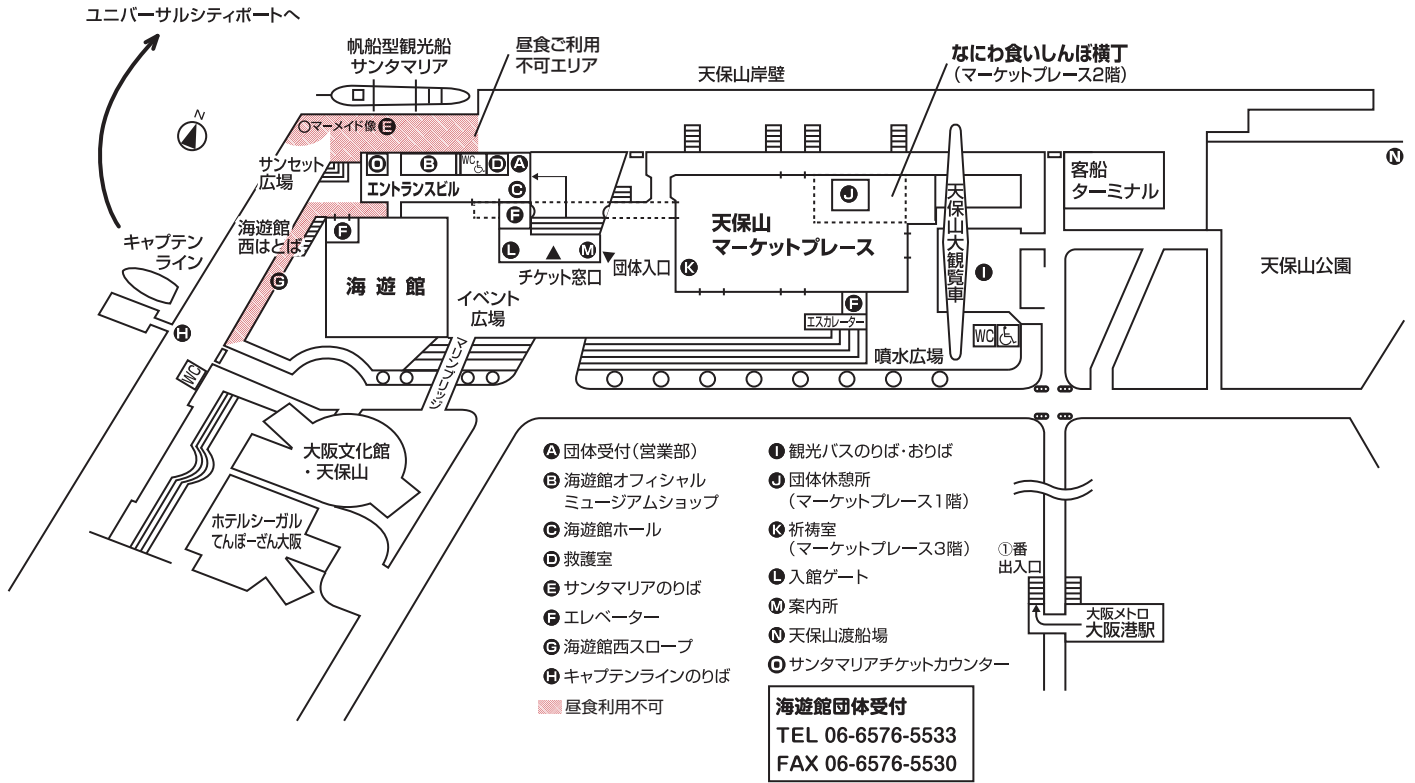 ユニバーサルシティポートへ
帆船型観光船
サンタマリア
昼食ご利用
不可エリア
天保山岸壁
なにわ食いしんぼ横丁
(マーケットプレース2階)
N
マーメイド像 E
サンセット
広場
O
B
WC
D
A
エントランスビル
C
F
海遊館
西はとば
F
G
キャプテン
ライン
H
WC
海遊館
L
M
チケット窓口
団体入口
K
イベント
広場
マリンブリッジ
天保山
マーケットプレース
J
F
エスカレーター
噴水広場
天保山大観覧車
I
WC
客船
ターミナル
N
天保山公園
大阪文化館
・天保山
ホテルシーガル
てんぽーざん大阪
A 団体受付(営業部)
B 海遊館オフィシャル
ミュージアムショップ
C 海遊館ホール
D 救護室
E サンタマリアのりば
F エレベーター
G 海遊館西スロープ
H キャプテンラインのりば
昼食利用不可
I 観光バスのりば・おりば
J 団体休憩所
(マーケットプレース1階)
K 祈祷室
(マーケットプレース3階)
L 入館ゲート
M 案内所
N 天保山渡船場
O サンタマリアチケットカウンター
①番
出入口
大阪メトロ
大阪港駅
海遊館団体受付
TEL 06-6576-5533
FAX 06-6576-5530